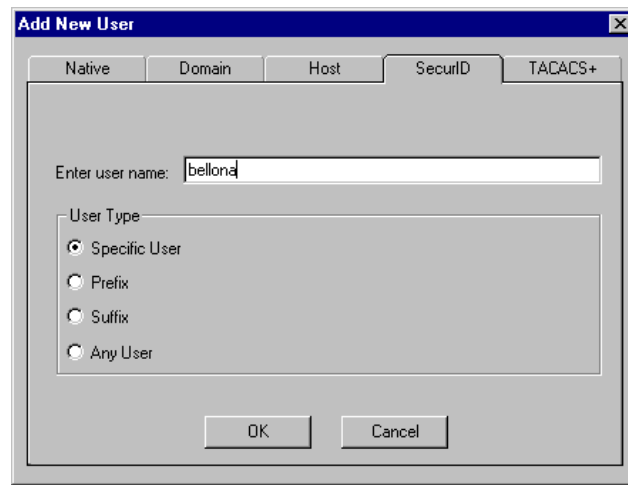 Add New User
Native Domain Host SecurID TACACS+
Enter user name: bellona
User Type
Specific User
Prefix
Suffix
Any User
OK Cancel